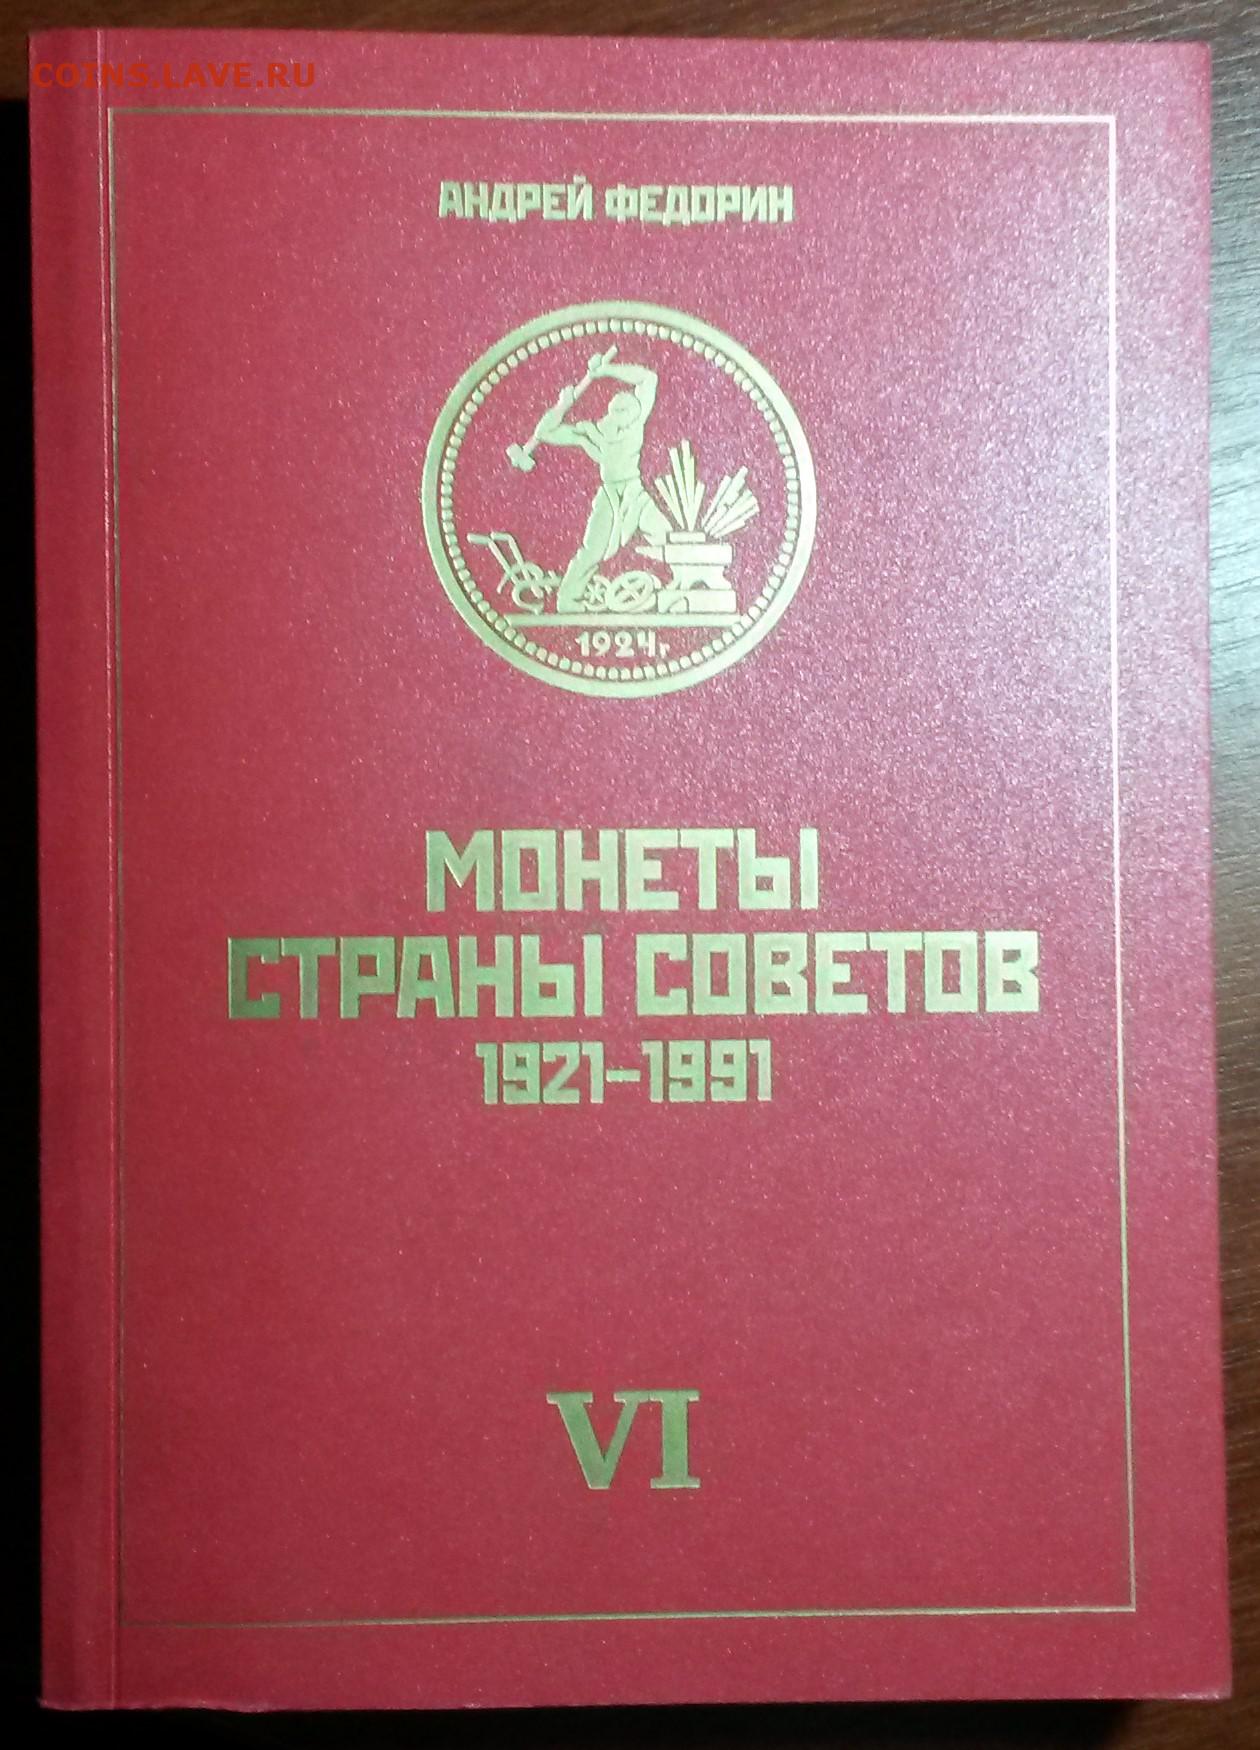 COINS.LAVE.RU
АНДРЕЙ ФЕДОРИН
1924г
МОНЕТЫ
СТРАНЫ СОВЕТОВ
1921-1991
VI